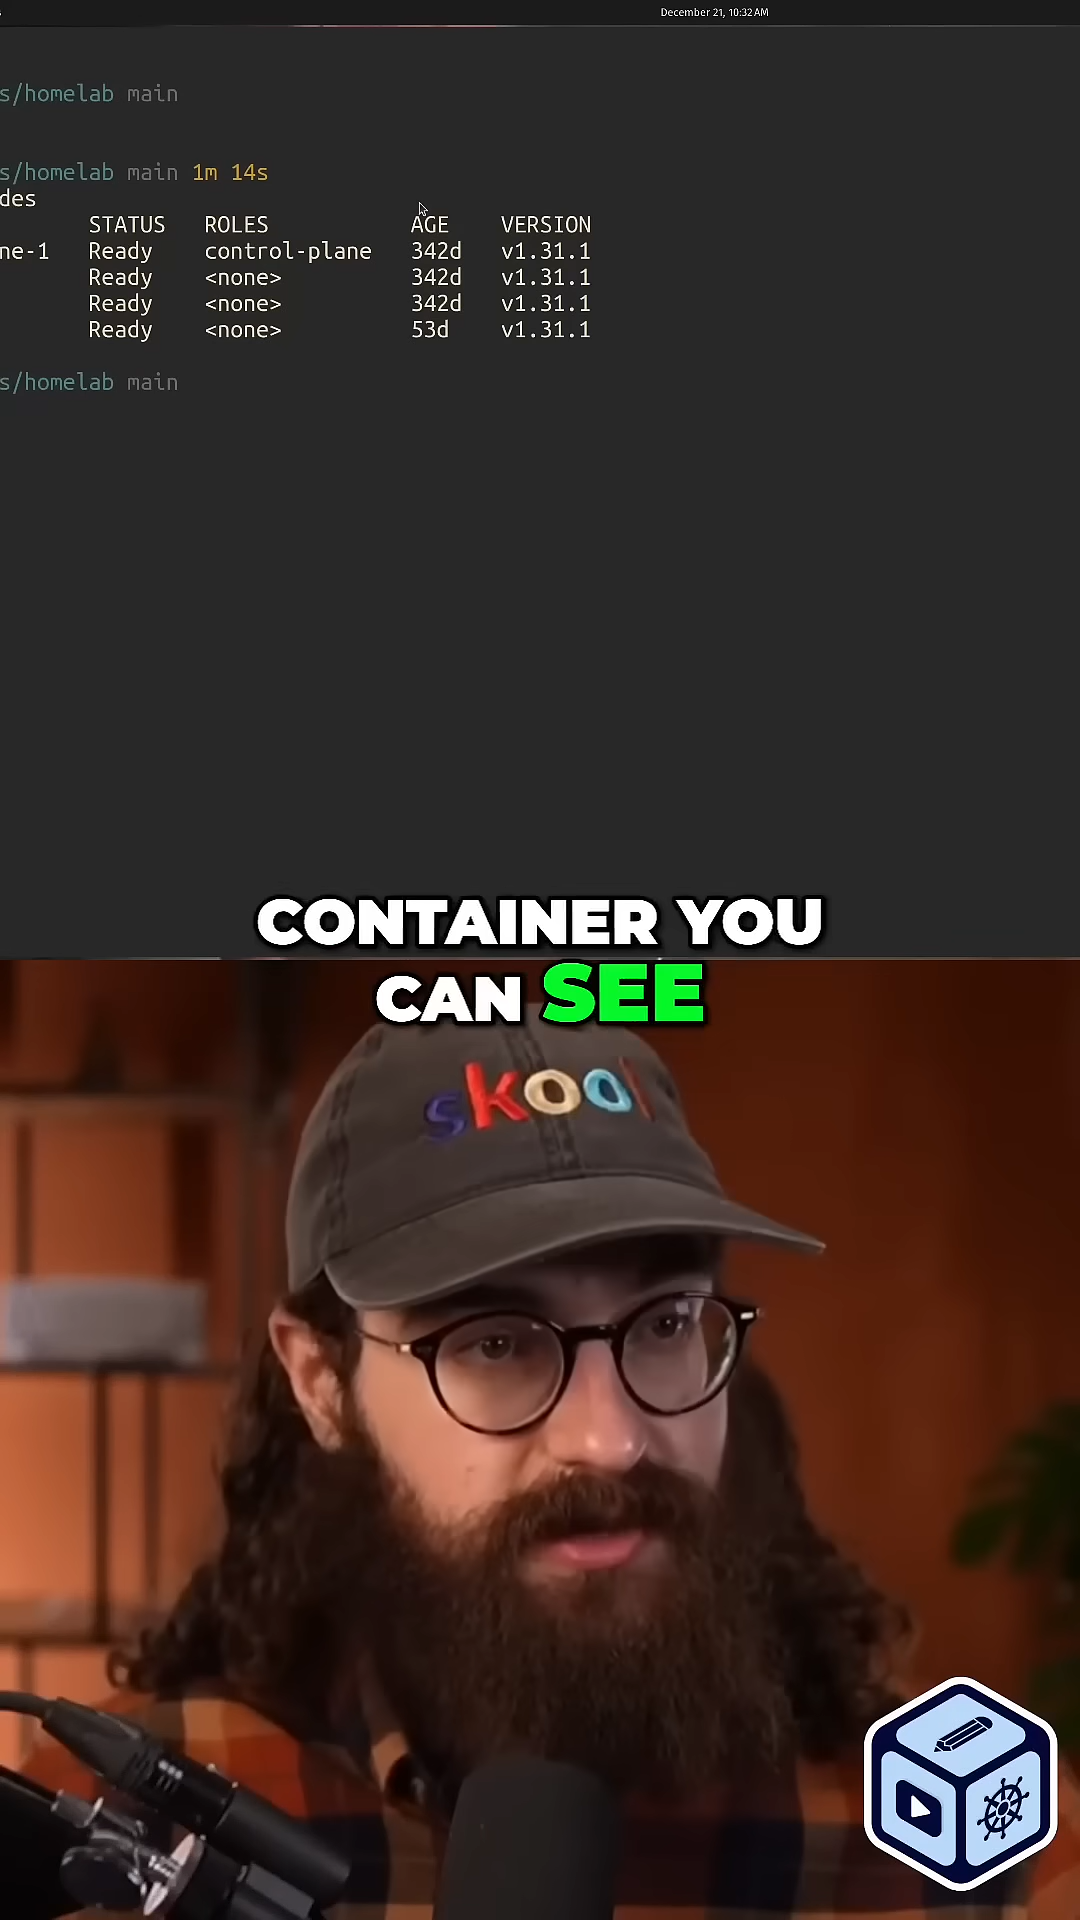 December 21, 10:32 AM
s/homelab main
s/homelab main 1m 14s
des
STATUS ROLES AGE VERSION
ne-1 Ready control-plane 342d v1.31.1
Ready <none> 342d v1.31.1
Ready <none> 342d v1.31.1
Ready <none> 53d v1.31.1
s/homelab main
CONTAINER YOU
CAN SEE
skool